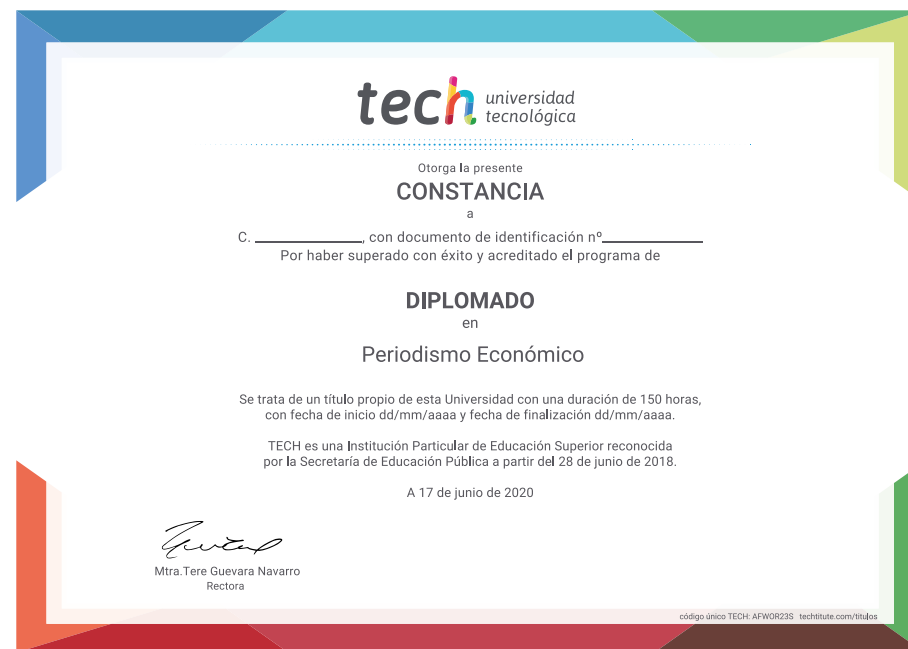 tech universidad
tecnológica
Otorga la presente
CONSTANCIA
a
C. ____________, con documento de identificación nº____________
Por haber superado con éxito y acreditado el programa de
DIPLOMADO
en
Periodismo Económico
Se trata de un título propio de esta Universidad con una duración de 150 horas,
con fecha de inicio dd/mm/aaaa y fecha de finalización dd/mm/aaaa.
TECH es una Institución Particular de Educación Superior reconocida
por la Secretaría de Educación Pública a partir del 28 de junio de 2018.
A 17 de junio de 2020
Mtra.Tere Guevara Navarro
Rectora
código único TECH: AFWOR23S techtitute.com/titulos